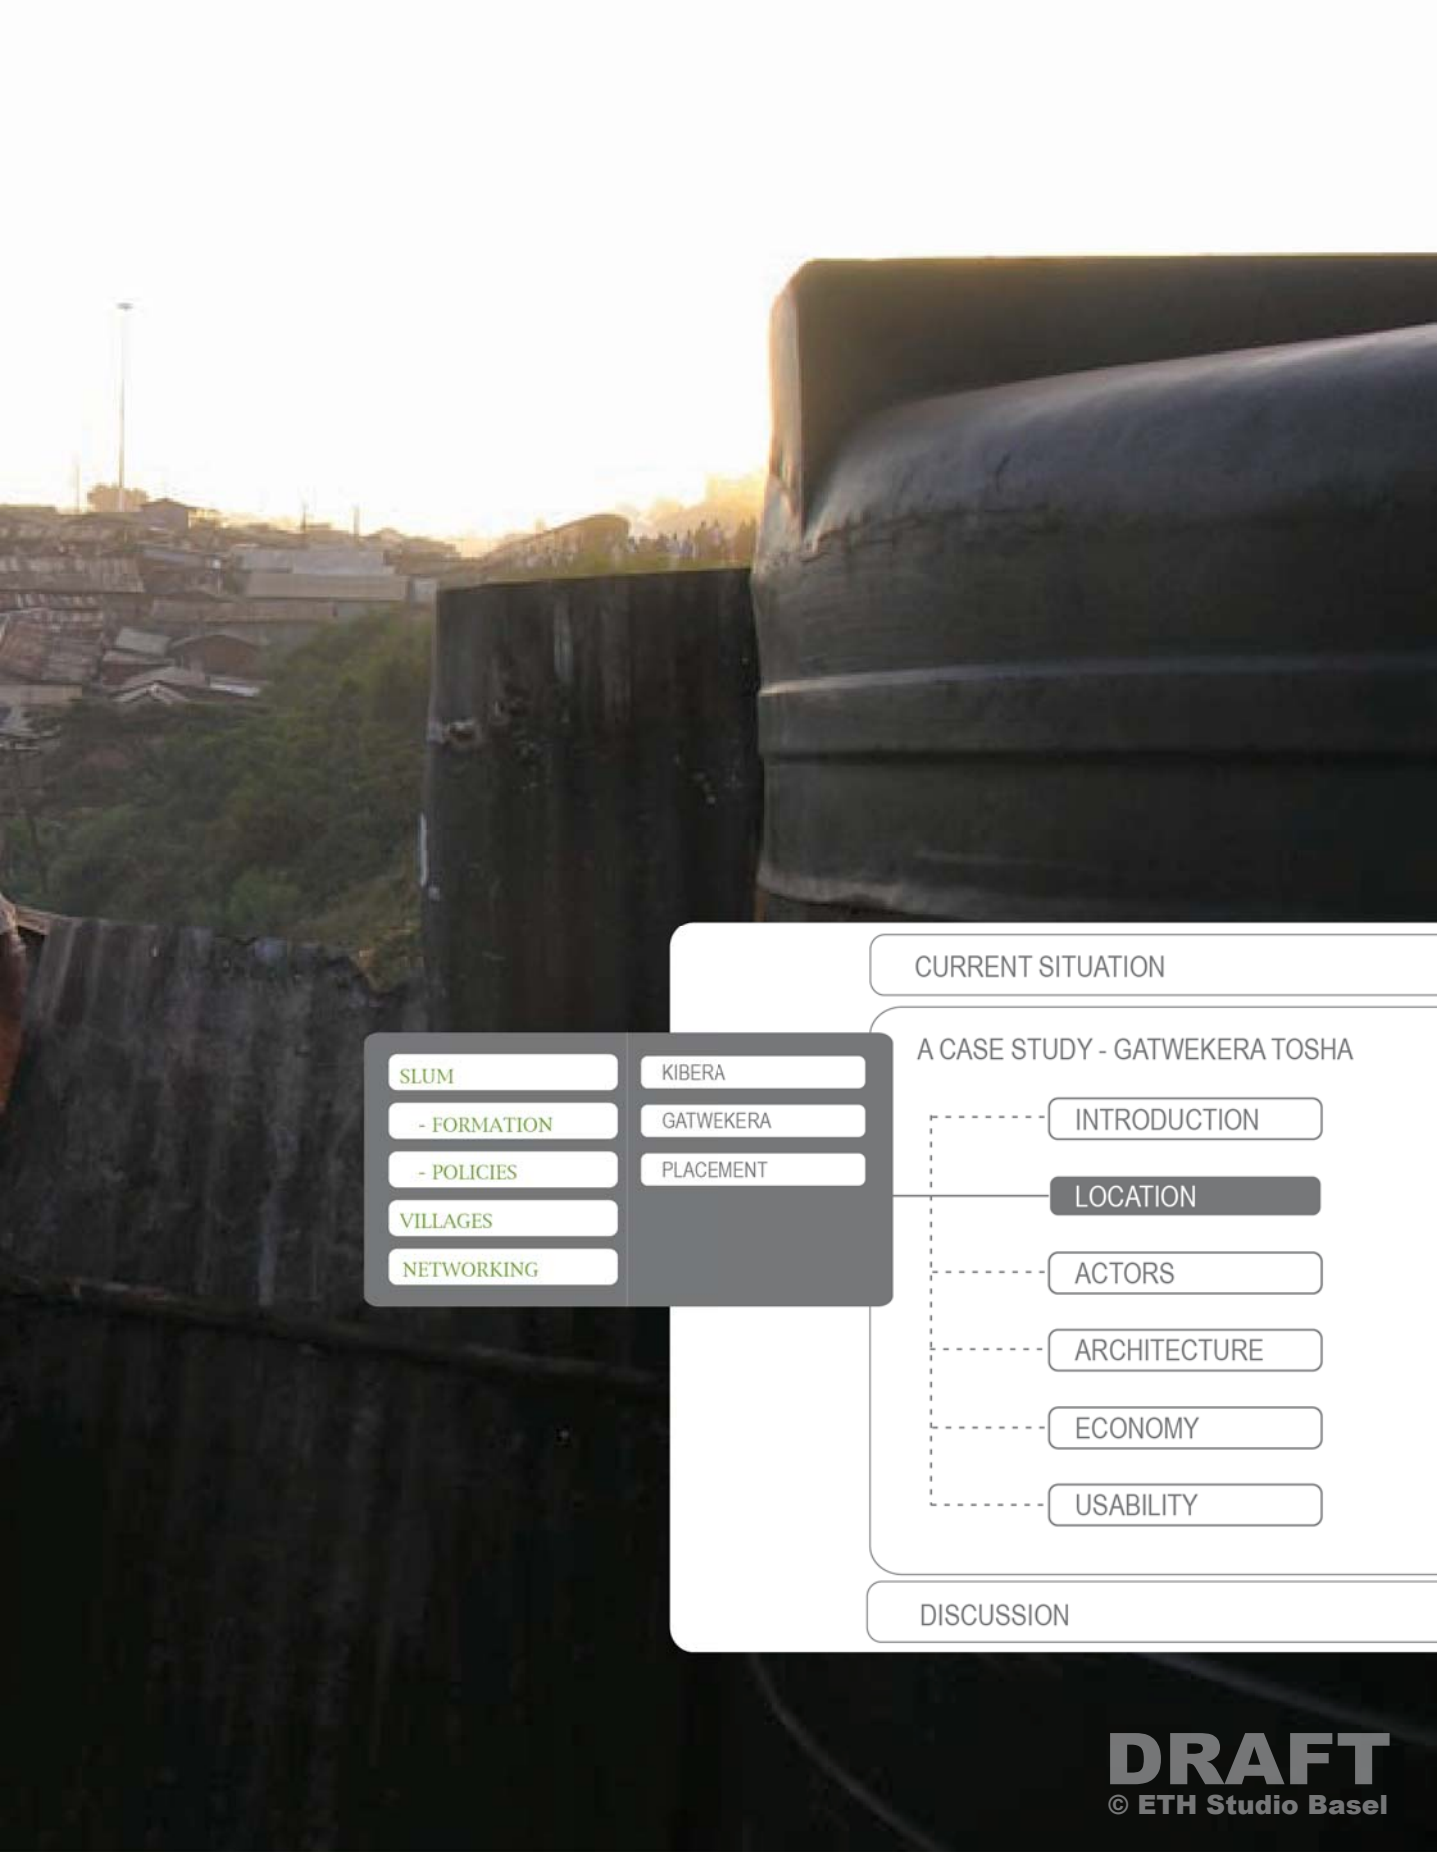 CURRENT SITUATION
A CASE STUDY - GATWEKERA TOSHA
SLUM
- FORMATION
- POLICIES
VILLAGES
NETWORKING
KIBERA
GATWEKERA
PLACEMENT
INTRODUCTION
LOCATION
ACTORS
ARCHITECTURE
ECONOMY
USABILITY
DISCUSSION
DRAFT
© ETH Studio Basel